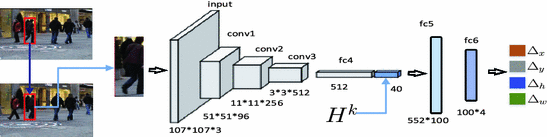 input
conv1
conv2
conv3
fc4
fc5
fc6
Δx
Δy
Δh
Δw
512
40
3*3*512
11*11*256
51*51*96
107*107*3
H^k
552*100
100*4